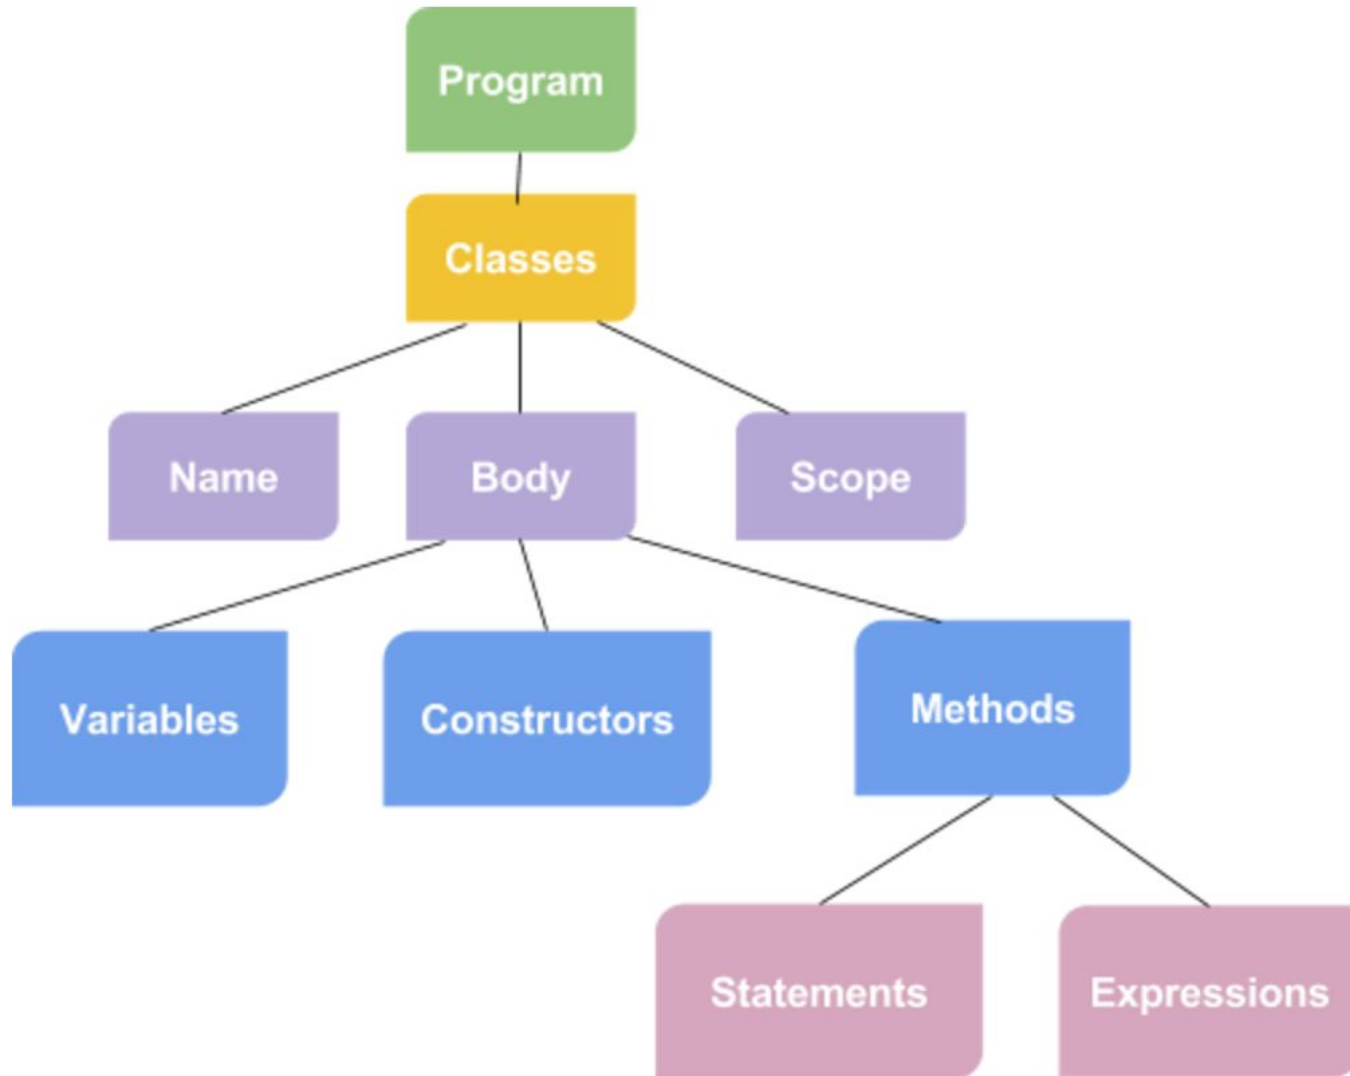 Program
Classes
Name
Body
Scope
Variables
Constructors
Methods
Statements
Expressions